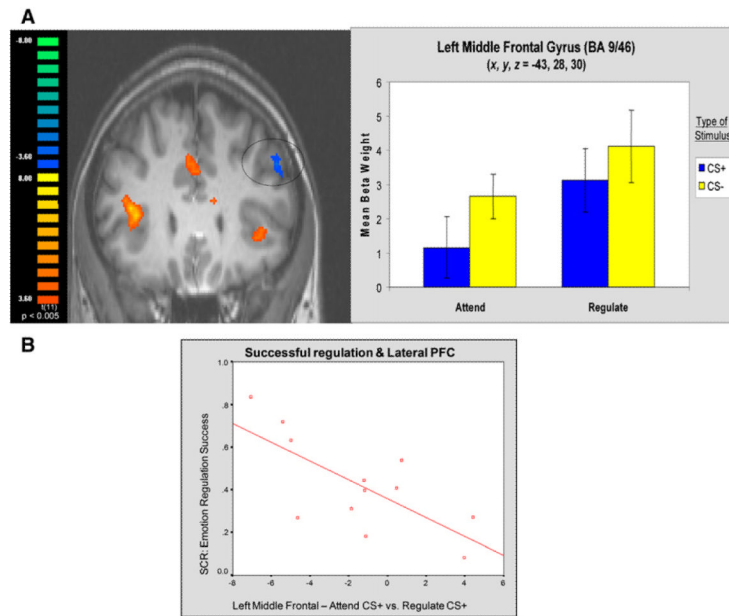 A
-8.00
-3.60
8.00
3.60
t(11)
p < 0.005
Left Middle Frontal Gyrus (BA 9/46)
(x, y, z = -43, 28, 30)
Mean Beta Weight
6
5
4
3
2
1
0
Attend
Regulate
Type of
Stimulus
CS+
CS-
B
Successful regulation & Lateral PFC
SCR: Emotion Regulation Success
1.0
.8
.6
.4
.2
0.0
-8
-6
-4
-2
0
2
4
6
Left Middle Frontal – Attend CS+ vs. Regulate CS+